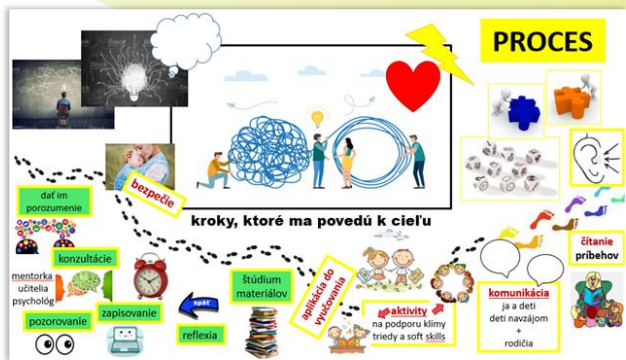 PROCES
dať im
porozumenie
bezpečie
kroky, ktoré ma povedú k cieľu
konzultácie
mentorka
učitelia
psychológ
pozorovanie
zapisovanie
späť
reflexia
štúdium
materiálov
aplikácia do
vyučovania
aktivity
na podporu klímy
triedy a soft skills
komunikácia
ja a deti
deti navzájom
+
rodičia
čítanie
príbehov